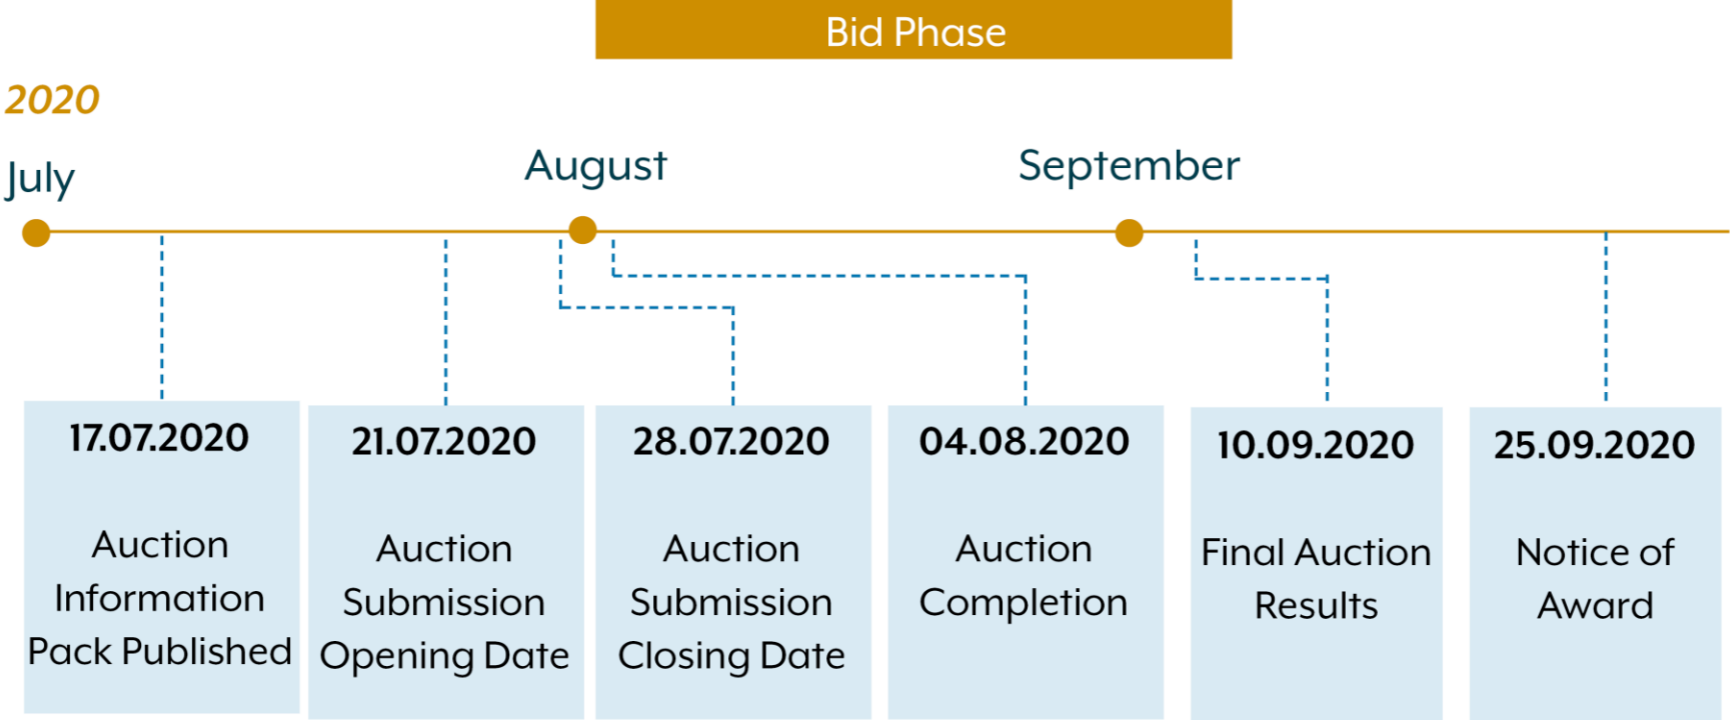 Bid Phase
2020
July
August
September
17.07.2020
Auction
Information
Pack Published
21.07.2020
Auction
Submission
Opening Date
28.07.2020
Auction
Submission
Closing Date
04.08.2020
Auction
Completion
10.09.2020
Final Auction
Results
25.09.2020
Notice of
Award